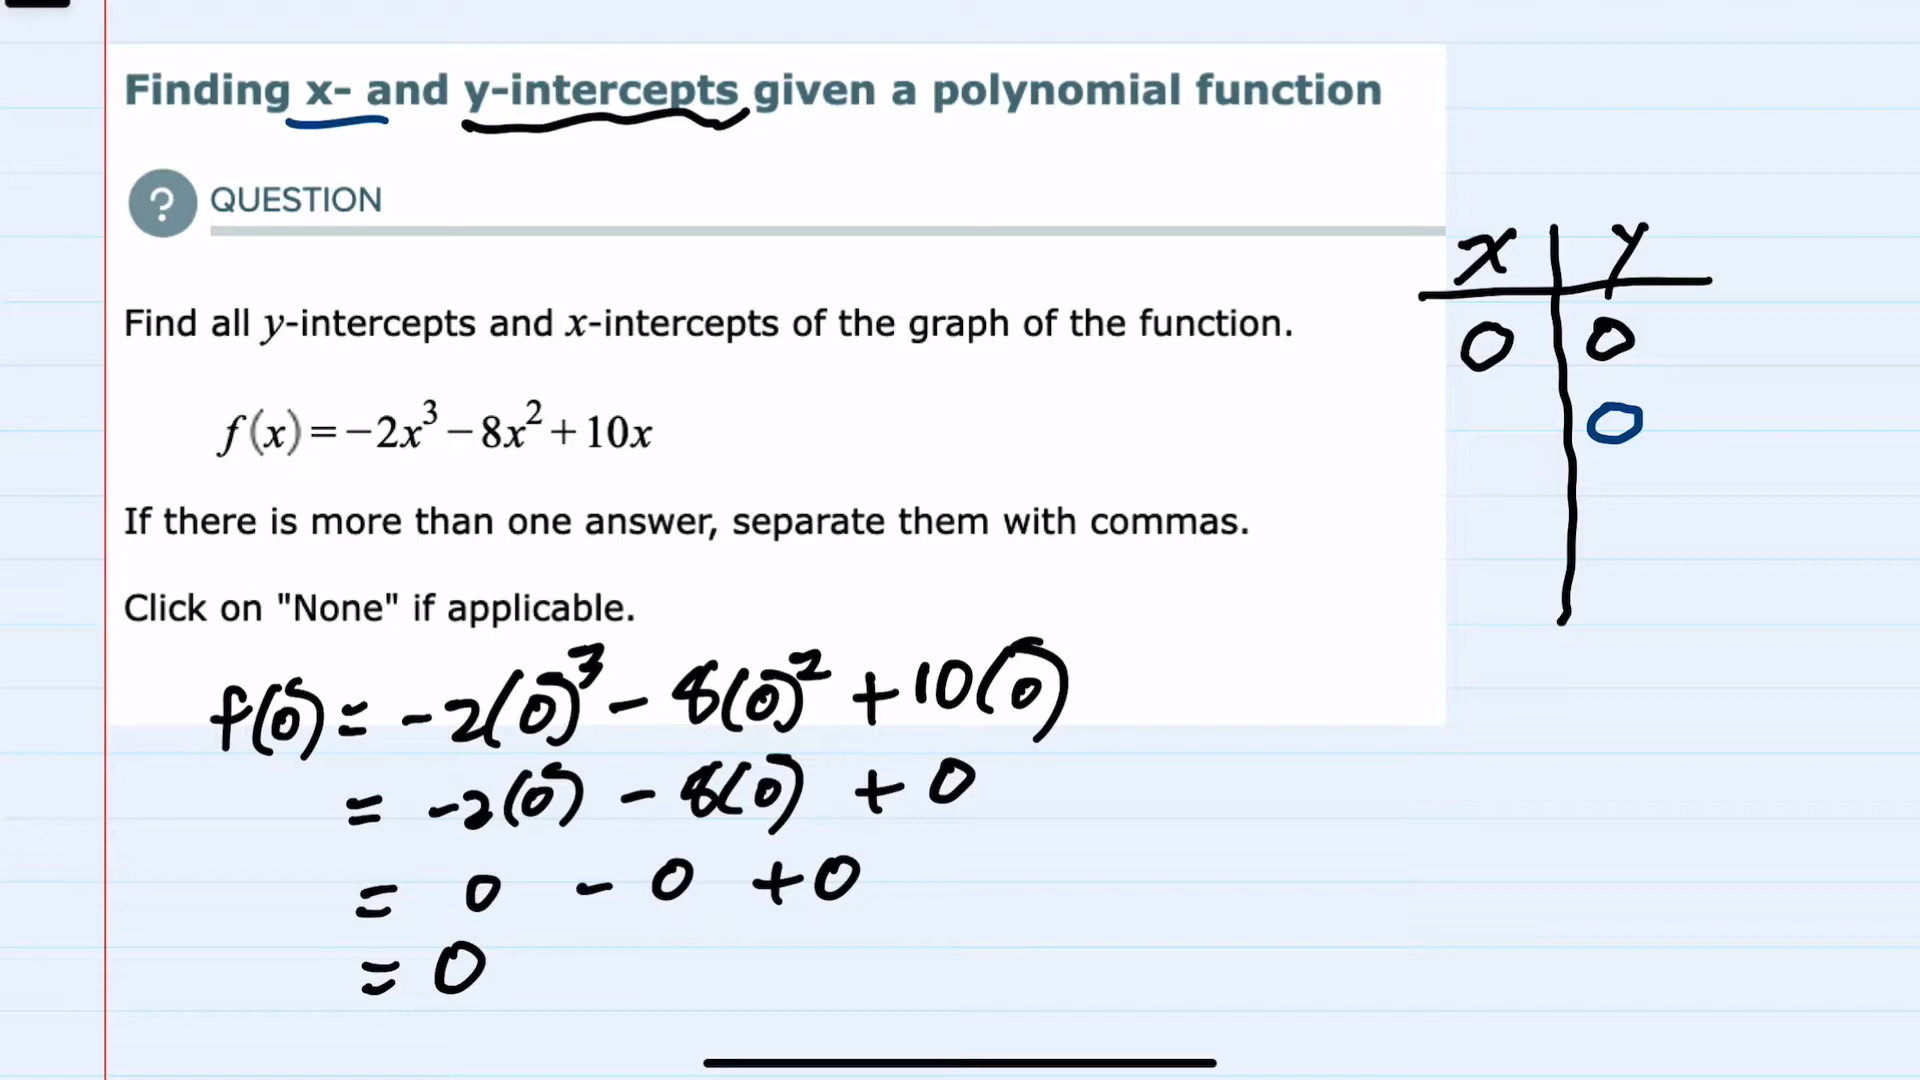 Finding x- and y-intercepts given a polynomial function
? QUESTION
Find all y-intercepts and x-intercepts of the graph of the function.
f(x)=−2x³−8x²+10x
If there is more than one answer, separate them with commas.
Click on "None" if applicable.
f(0) = -2(0)³ - 8(0)² + 10(0)
= -2(0) - 8(0) + 0
= 0 - 0 + 0
= 0
x y
0 0
0